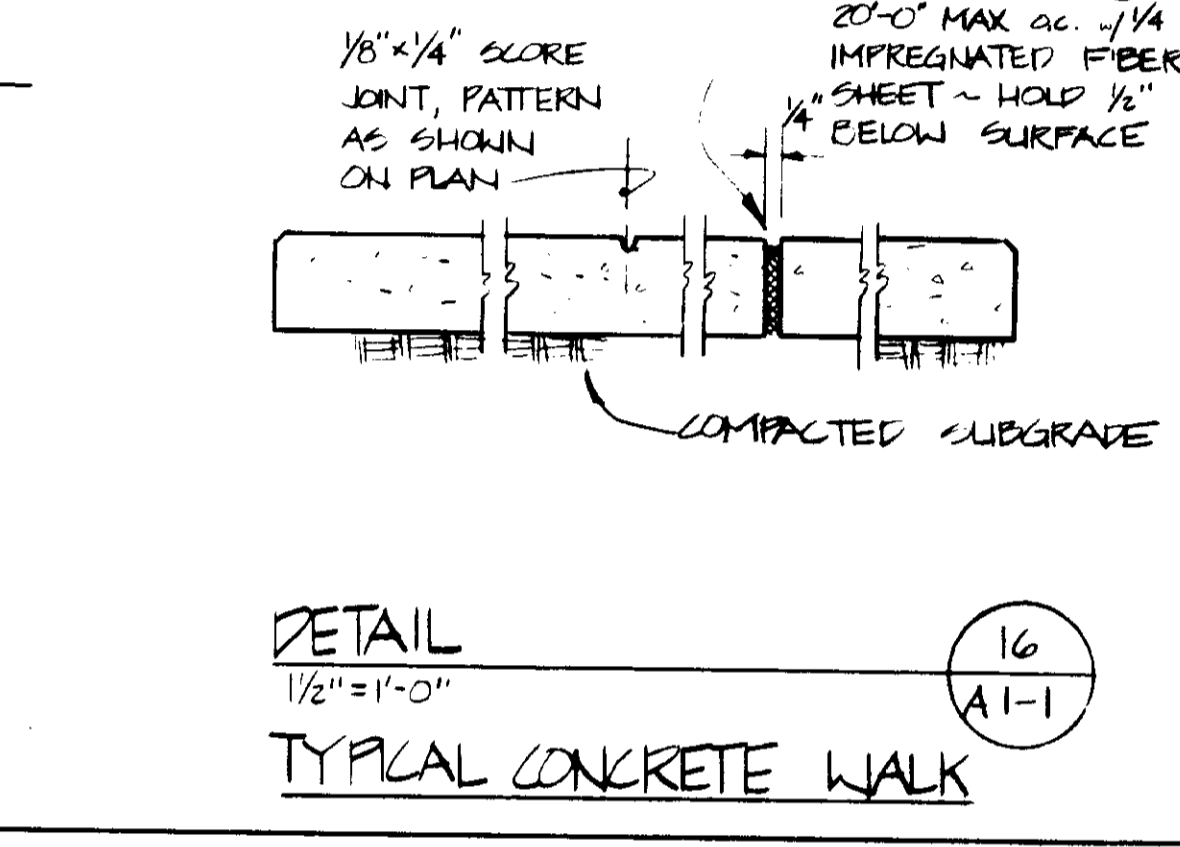 1/8" x 1/4" SCORE
JOINT, PATTERN
AS SHOWN
ON PLAN
20'-0" MAX o.c. w/ 1/4
IMPREGNATED FIBER
SHEET ~ HOLD 1/2"
BELOW SURFACE
1/4"
COMPACTED SUBGRADE
DETAIL
1 1/2" = 1'-0"
16
A1-1
TYPICAL CONCRETE WALK